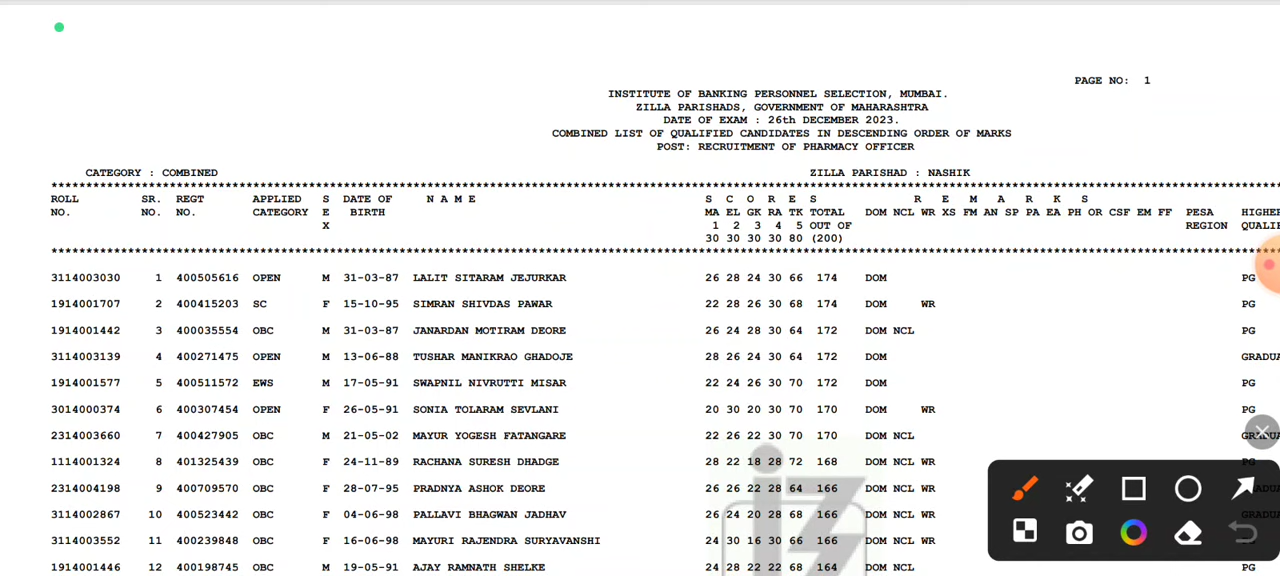 PAGE NO: 1
INSTITUTE OF BANKING PERSONNEL SELECTION, MUMBAI.
ZILLA PARISHADS, GOVERNMENT OF MAHARASHTRA
DATE OF EXAM : 26th DECEMBER 2023.
COMBINED LIST OF QUALIFIED CANDIDATES IN DESCENDING ORDER OF MARKS
POST: RECRUITMENT OF PHARMACY OFFICER
CATEGORY : COMBINED ZILLA PARISHAD : NASHIK
ROLL SR. REGT APPLIED S DATE OF N A M E S C O R E S R E M A R K S
NO. NO. NO. CATEGORY E BIRTH MA EL GK RA TK TOTAL DOM NCL WR XS FM AN SP PA EA PH OR CSF EM FF PESA HIGHE
X 1 2 3 4 5 OUT OF REGION QUALIF
30 30 30 30 80 (200)
3114003030 1 400505616 OPEN M 31-03-87 LALIT SITARAM JEJURKAR 26 28 24 30 66 174 DOM PG
1914001707 2 400415203 SC F 15-10-95 SIMRAN SHIVDAS PAWAR 22 28 26 30 68 174 DOM WR PG
1914001442 3 400035554 OBC M 31-03-87 JANARDAN MOTIRAM DEORE 26 24 28 30 64 172 DOM NCL PG
3114003139 4 400271475 OPEN M 13-06-88 TUSHAR MANIKRAO GHADOJE 28 26 24 30 64 172 DOM GRADUA
1914001577 5 400511572 EWS M 17-05-91 SWAPNIL NIVRUTTI MISAR 22 24 26 30 70 172 DOM PG
3014000374 6 400307454 OPEN F 26-05-91 SONIA TOLARAM SEVLANI 20 30 20 30 70 170 DOM WR PG
2314003660 7 400427905 OBC M 21-05-02 MAYUR YOGESH FATANGARE 26 22 22 30 70 170 DOM NCL GRADUA
1114001324 8 401325439 OBC F 24-11-89 RACHANA SURESH DHADGE 28 22 18 28 72 168 DOM NCL WR PG
2314004198 9 400709570 OBC F 28-07-95 PRADNYA ASHOK DEORE 26 26 22 28 64 166 DOM NCL WR
3114002867 10 400523442 OBC F 04-06-98 PALLAVI BHAGWAN JADHAV 26 24 20 28 68 166 DOM NCL WR
3114003552 11 400239848 OBC F 16-06-98 MAYURI RAJENDRA SURYAVANSHI 24 30 16 30 66 166 DOM NCL WR
1914001446 12 400198745 OBC M 19-05-91 AJAY RAMNATH SHELKE 24 28 22 22 68 164 DOM NCL PG